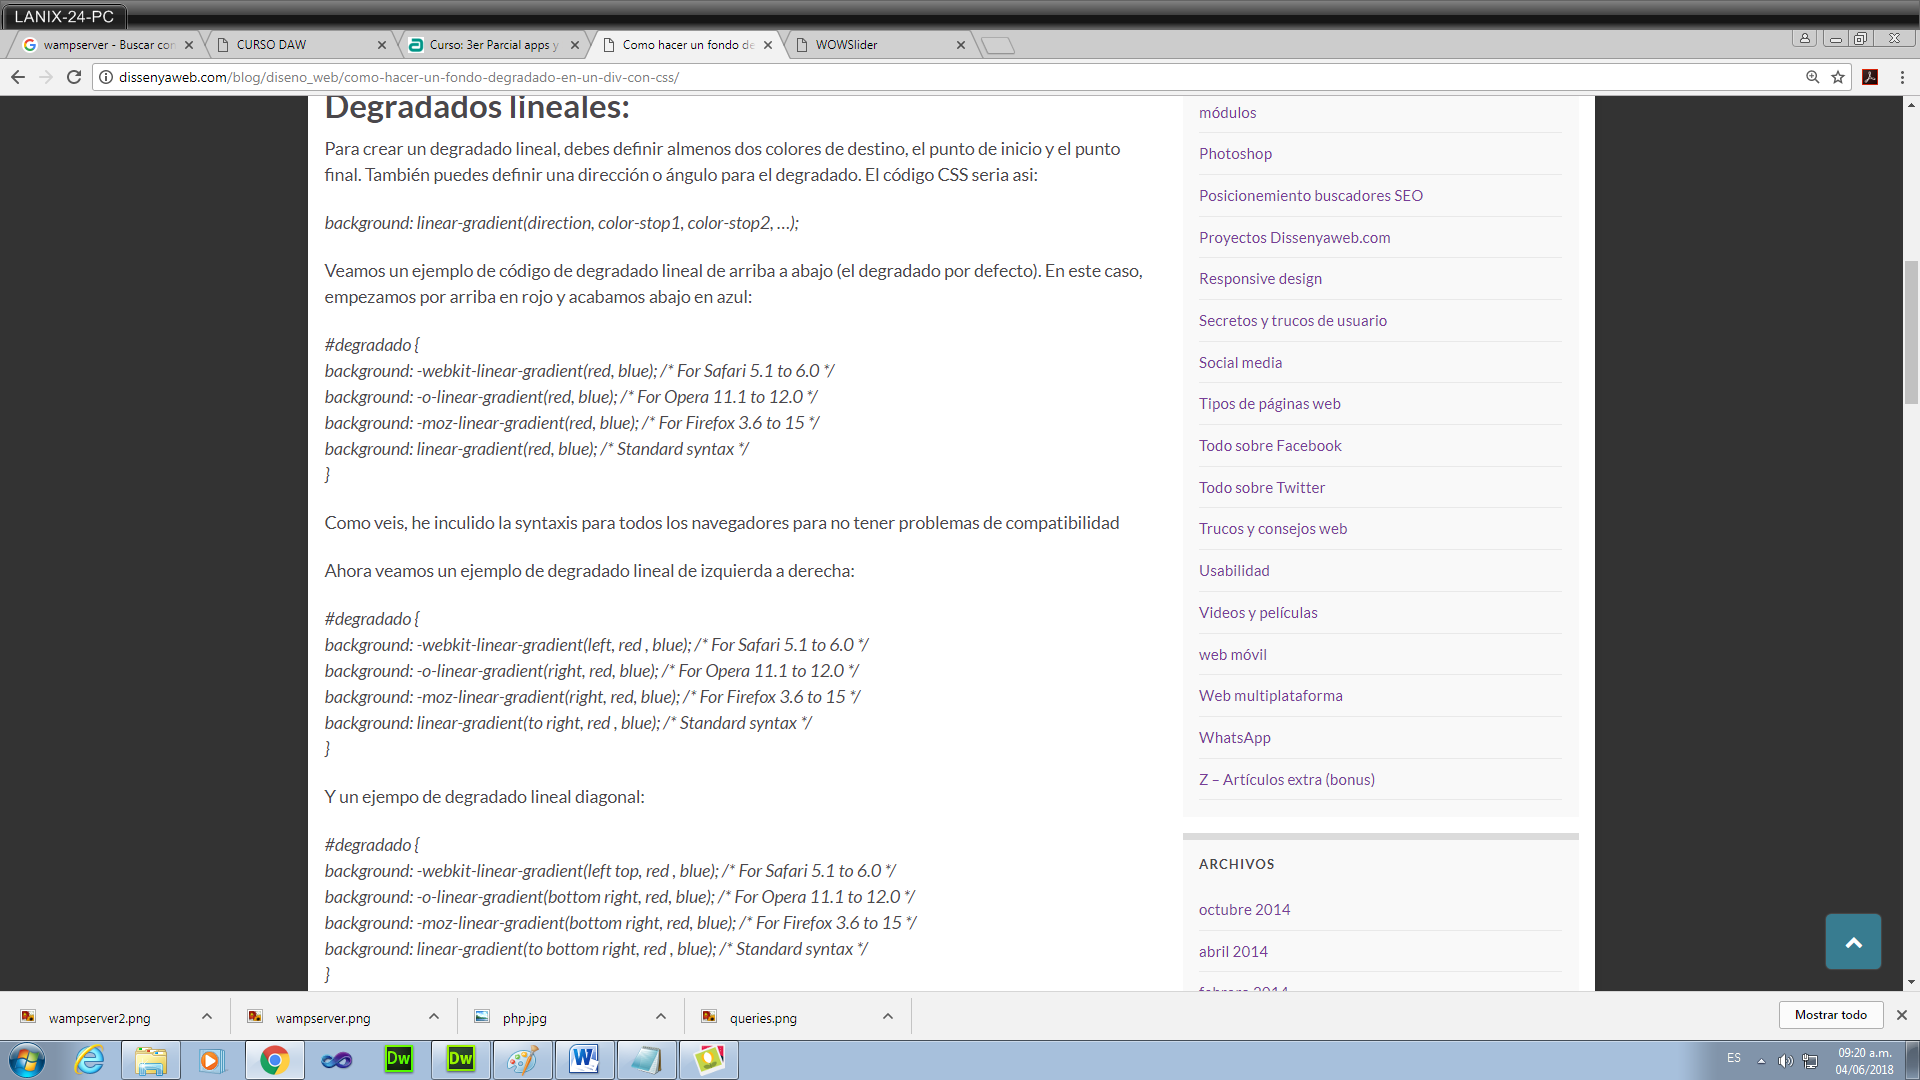 LANIX-24-PC
wampserver - Buscar con
CURSO DAW
Curso: 3er Parcial apps y
Como hacer un fondo de
WOWSlider
dissenyaweb.com/blog/diseno_web/como-hacer-un-fondo-degradado-en-un-div-con-css/
Degradados lineales:
Para crear un degradado lineal, debes definir almenos dos colores de destino, el punto de inicio y el punto
final. También puedes definir una dirección o ángulo para el degradado. El código CSS seria asi:
background: linear-gradient(direction, color-stop1, color-stop2, …);
Veamos un ejemplo de código de degradado lineal de arriba a abajo (el degradado por defecto). En este caso,
empezamos por arriba en rojo y acabamos abajo en azul:
#degradado {
background: -webkit-linear-gradient(red, blue); /* For Safari 5.1 to 6.0 */
background: -o-linear-gradient(red, blue); /* For Opera 11.1 to 12.0 */
background: -moz-linear-gradient(red, blue); /* For Firefox 3.6 to 15 */
background: linear-gradient(red, blue); /* Standard syntax */
}
Como veis, he inculido la syntaxis para todos los navegadores para no tener problemas de compatibilidad
Ahora veamos un ejemplo de degradado lineal de izquierda a derecha:
#degradado {
background: -webkit-linear-gradient(left, red , blue); /* For Safari 5.1 to 6.0 */
background: -o-linear-gradient(right, red, blue); /* For Opera 11.1 to 12.0 */
background: -moz-linear-gradient(right, red, blue); /* For Firefox 3.6 to 15 */
background: linear-gradient(to right, red , blue); /* Standard syntax */
}
Y un ejempo de degradado lineal diagonal:
#degradado {
background: -webkit-linear-gradient(left top, red , blue); /* For Safari 5.1 to 6.0 */
background: -o-linear-gradient(bottom right, red, blue); /* For Opera 11.1 to 12.0 */
background: -moz-linear-gradient(bottom right, red, blue); /* For Firefox 3.6 to 15 */
background: linear-gradient(to bottom right, red , blue); /* Standard syntax */
}
módulos
Photoshop
Posicionemiento buscadores SEO
Proyectos Dissenyaweb.com
Responsive design
Secretos y trucos de usuario
Social media
Tipos de páginas web
Todo sobre Facebook
Todo sobre Twitter
Trucos y consejos web
Usabilidad
Videos y películas
web móvil
Web multiplataforma
WhatsApp
Z – Artículos extra (bonus)
ARCHIVOS
octubre 2014
abril 2014
febrero 2014
wampserver2.png
wampserver.png
php.jpg
queries.png
Mostrar todo
Dw
Dw
ES
09:20 a.m.
04/06/2018